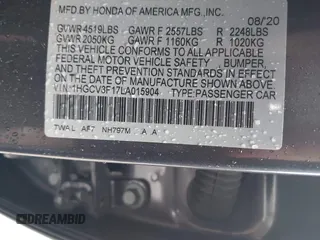 MFD BY HONDA OF AMERICA MFG., INC. 08/20
GVWR 4519LBS GAWR F 2557LBS R 2248LBS
GVWR 2050KG GAWR F 1160KG R 1020KG
THIS VEHICLE CONFORMS TO ALL APPLICABLE
FEDERAL MOTOR VEHICLE SAFETY, BUMPER,
AND THEFT PREVENTION STANDARDS IN
EFFECT ON THE DATE OF MANUFACTURE
SHOWN ABOVE.
VIN: 1HGCV3F17LA015904 TYPE:PASSENGER CAR
TWA L AF7 NH797M A A
© DREAMBID